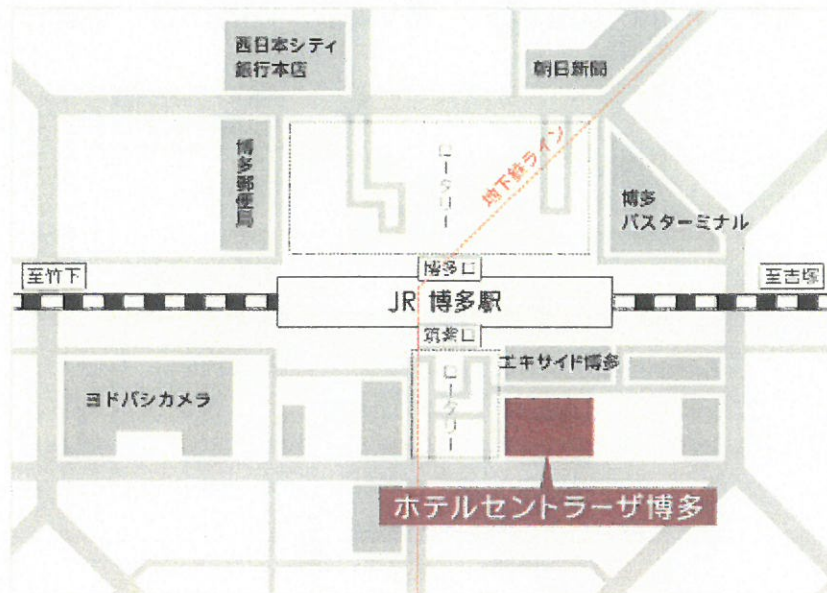 西日本シティ
銀行本店
朝日新聞
博多郵便局
ロータリー
地下鉄ライン
博多
バスターミナル
至竹下
博多口
至吉塚
JR 博多駅
筑紫口
エキサイド博多
ヨドバシカメラ
ロータリー
ホテルセントラーザ博多